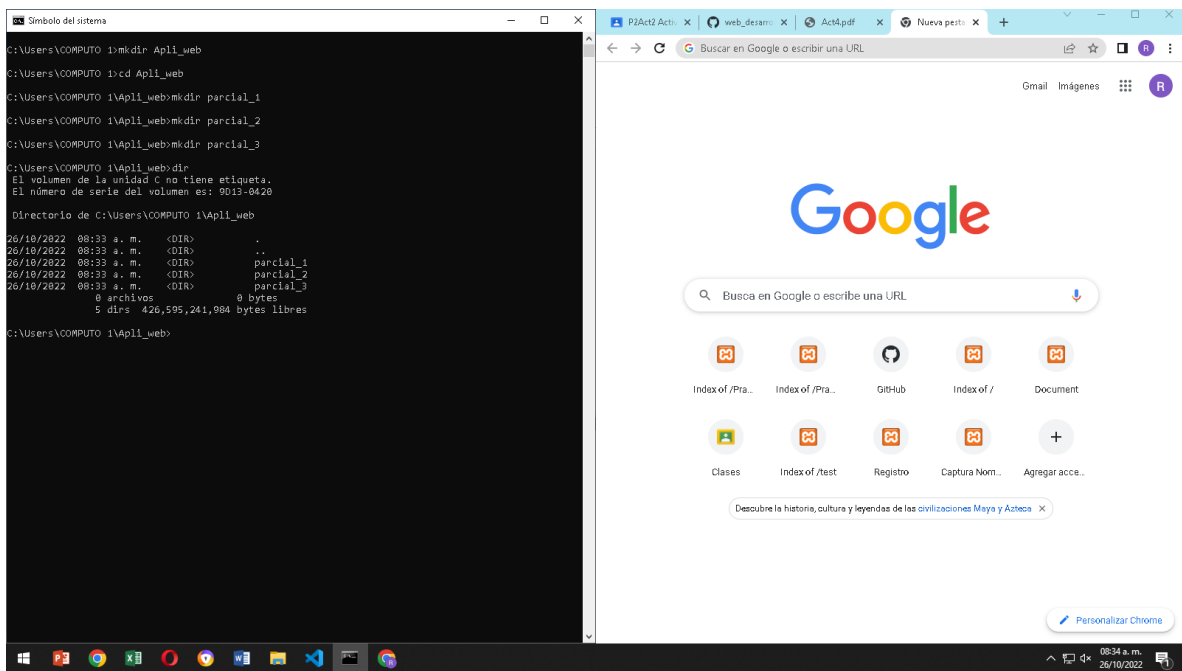 Símbolo del sistema
C:\Users\COMPUTO 1>mkdir Apli_web
C:\Users\COMPUTO 1>cd Apli_web
C:\Users\COMPUTO 1\Apli_web>mkdir parcial_1
C:\Users\COMPUTO 1\Apli_web>mkdir parcial_2
C:\Users\COMPUTO 1\Apli_web>mkdir parcial_3
C:\Users\COMPUTO 1\Apli_web>dir
El volumen de la unidad C no tiene etiqueta.
El número de serie del volumen es: 9D13-0420
Directorio de C:\Users\COMPUTO 1\Apli_web
26/10/2022 08:33 a. m. <DIR> .
26/10/2022 08:33 a. m. <DIR> ..
26/10/2022 08:33 a. m. <DIR> parcial_1
26/10/2022 08:33 a. m. <DIR> parcial_2
26/10/2022 08:33 a. m. <DIR> parcial_3
0 archivos 0 bytes
5 dirs 426,595,241,984 bytes libres
C:\Users\COMPUTO 1\Apli_web>
P2Act2 Activ
web_desarro
Act4.pdf
Nueva pesta
Buscar en Google o escribir una URL
R
Gmail Imágenes
R
Google
Busca en Google o escribe una URL
Index of /Pra...
Index of /Pra...
GitHub
Index of /
Document
Clases
Index of /test
Registro
Captura Nom...
Agregar acce...
Descubre la historia, cultura y leyendas de las civilizaciones Maya y Azteca
Personalizar Chrome
08:34 a. m.
26/10/2022